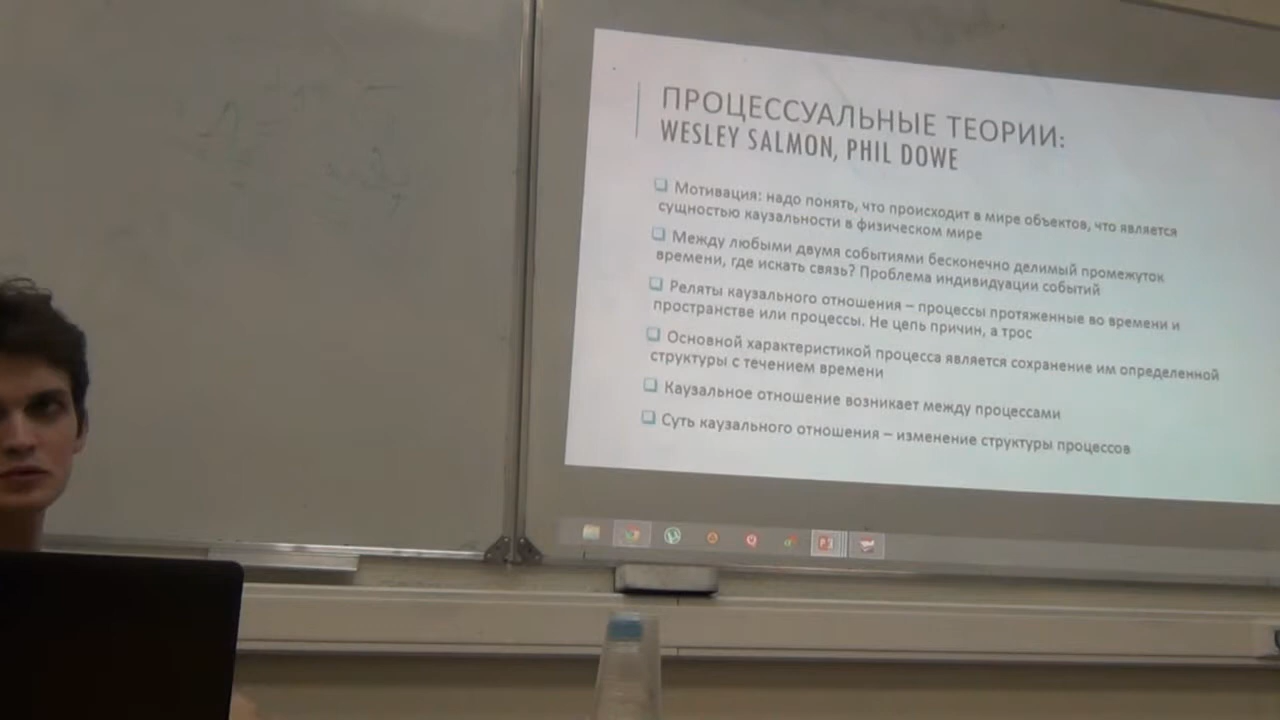 ПРОЦЕССУАЛЬНЫЕ ТЕОРИИ:
WESLEY SALMON, PHIL DOWE
Мотивация: надо понять, что происходит в мире объектов, что является
сущностью каузальности в физическом мире
Между любыми двумя событиями бесконечно делимый промежуток
времени, где искать связь? Проблема индивидуации событий
Реляты каузального отношения – процессы протяженные во времени и
пространстве или процессы. Не цепь причин, а трос
Основной характеристикой процесса является сохранение им определенной
структуры с течением времени
Каузальное отношение возникает между процессами
Суть каузального отношения – изменение структуры процессов